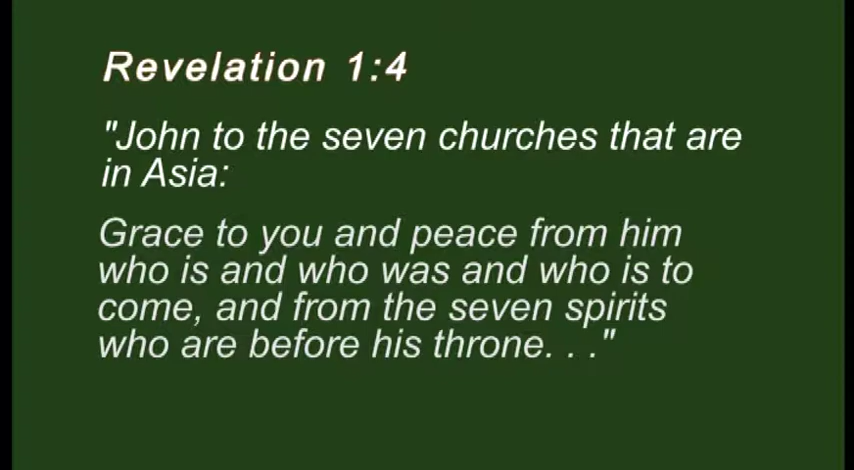 Revelation 1:4
"John to the seven churches that are
in Asia:
Grace to you and peace from him
who is and who was and who is to
come, and from the seven spirits
who are before his throne. . ."